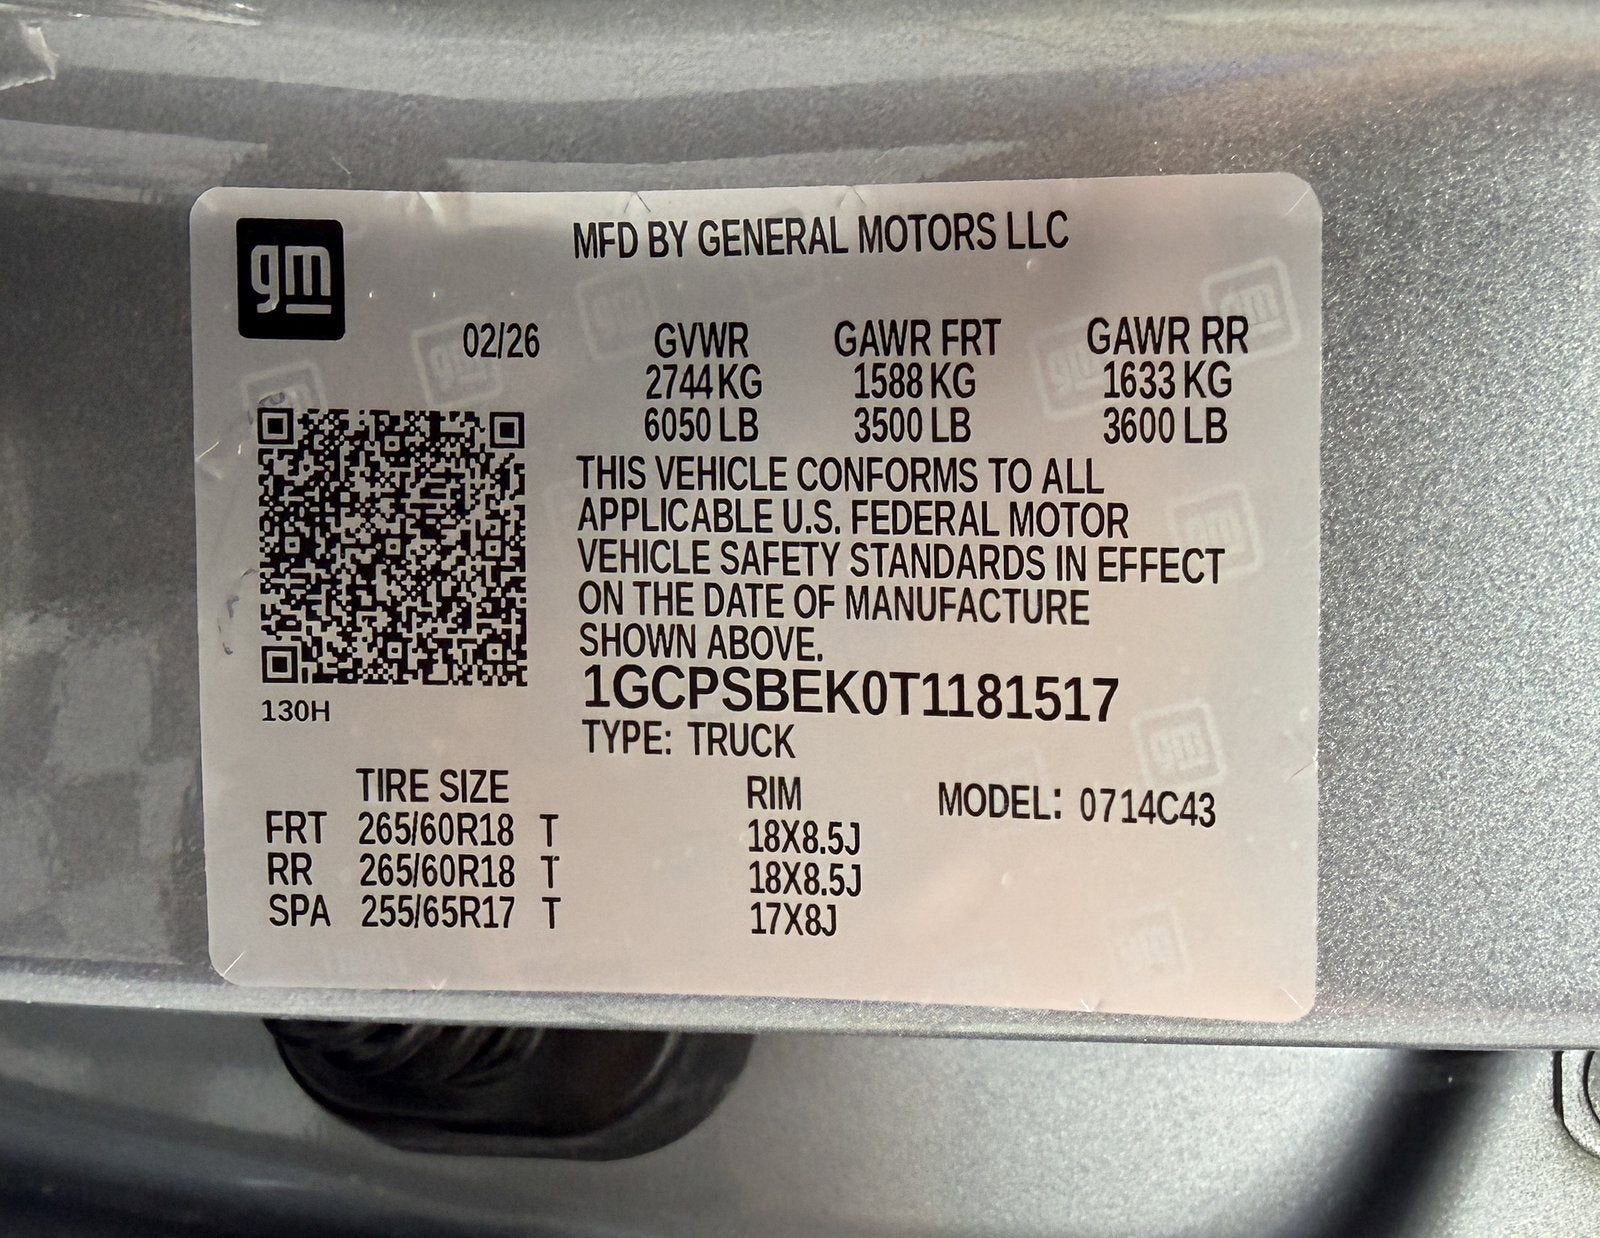 gm
MFD BY GENERAL MOTORS LLC
02/26 GVWR GAWR FRT GAWR RR
2744KG 1588 KG 1633 KG
6050 LB 3500 LB 3600 LB
THIS VEHICLE CONFORMS TO ALL
APPLICABLE U.S. FEDERAL MOTOR
VEHICLE SAFETY STANDARDS IN EFFECT
ON THE DATE OF MANUFACTURE
SHOWN ABOVE.
1GCPSBEK0T1181517
130H
TYPE: TRUCK
TIRE SIZE RIM MODEL: 0714C43
FRT 265/60R18 T 18X8.5J
RR 265/60R18 T 18X8.5J
SPA 255/65R17 T 17X8J